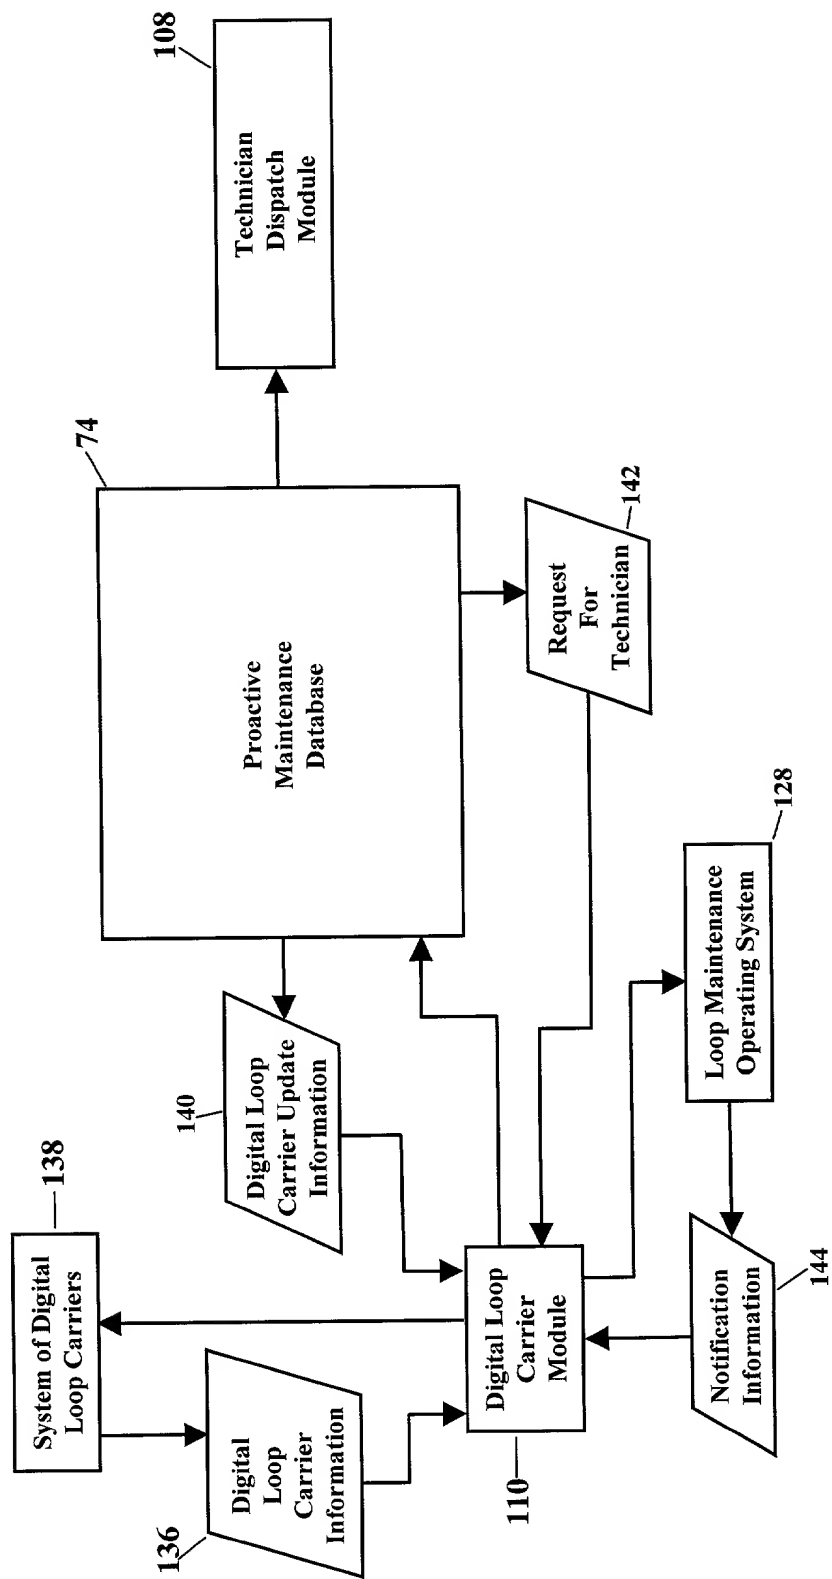 138
System of Digital
Loop Carriers
136
Digital
Loop
Carrier
Information
140
Digital Loop
Carrier Update
Information
74
Proactive
Maintenance
Database
108
Technician
Dispatch
Module
110
Digital Loop
Carrier
Module
142
Request
For
Technician
128
Loop Maintenance
Operating System
144
Notification
Information